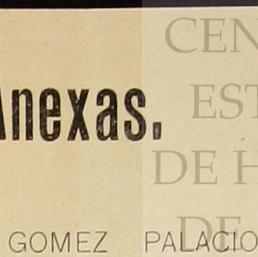 Anexas.
GOMEZ PALACIO
CEN
EST
DE H
DE